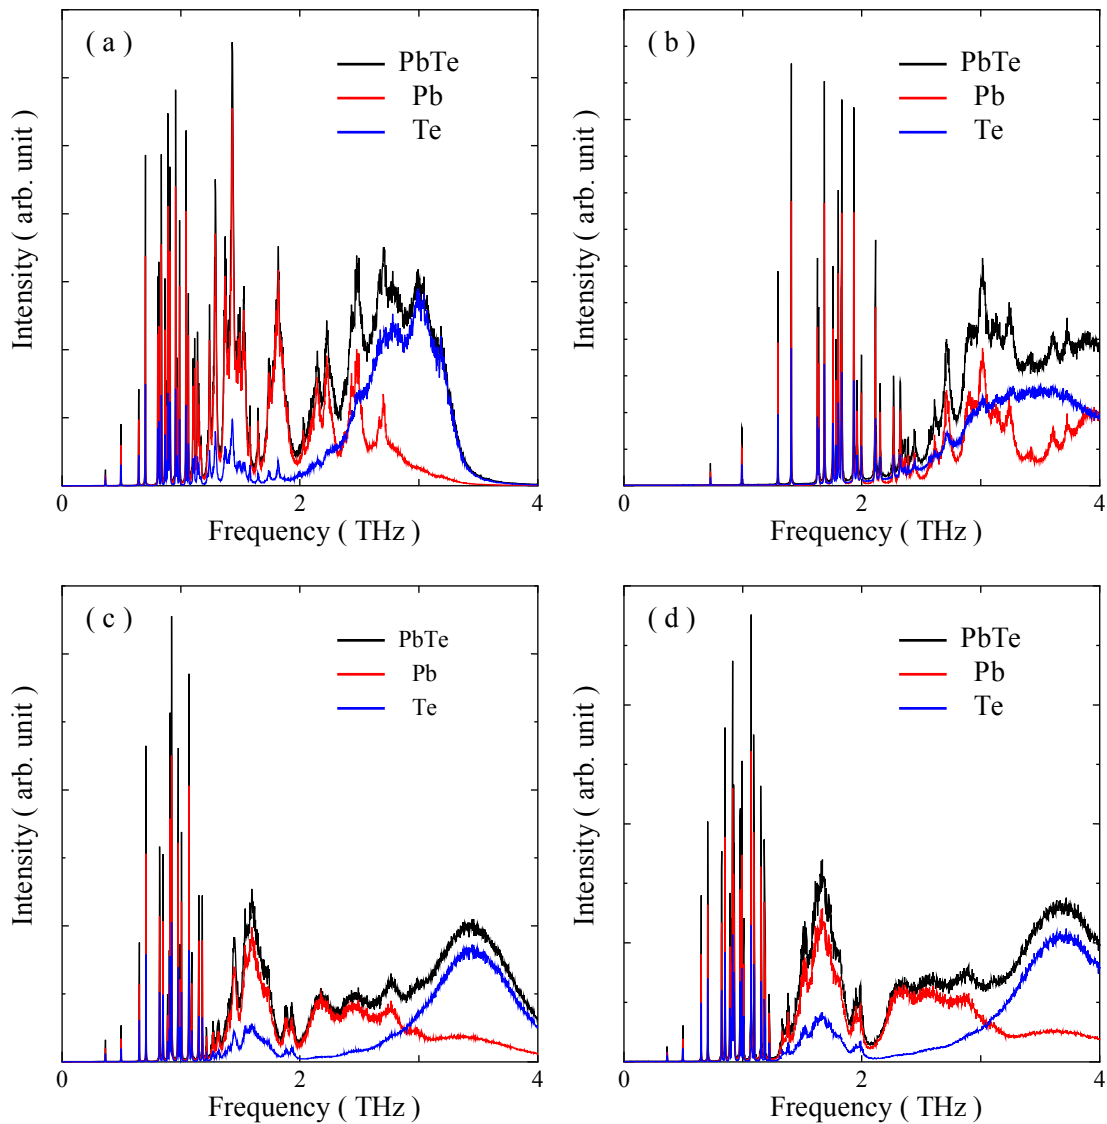 ( a )
PbTe
Pb
Te
Intensity ( arb. unit )
0
2
4
Frequency ( THz )
( b )
PbTe
Pb
Te
Intensity ( arb. unit )
0
2
4
Frequency ( THz )
( c )
PbTe
Pb
Te
Intensity ( arb. unit )
0
2
4
Frequency ( THz )
( d )
PbTe
Pb
Te
Intensity ( arb. unit )
0
2
4
Frequency ( THz )